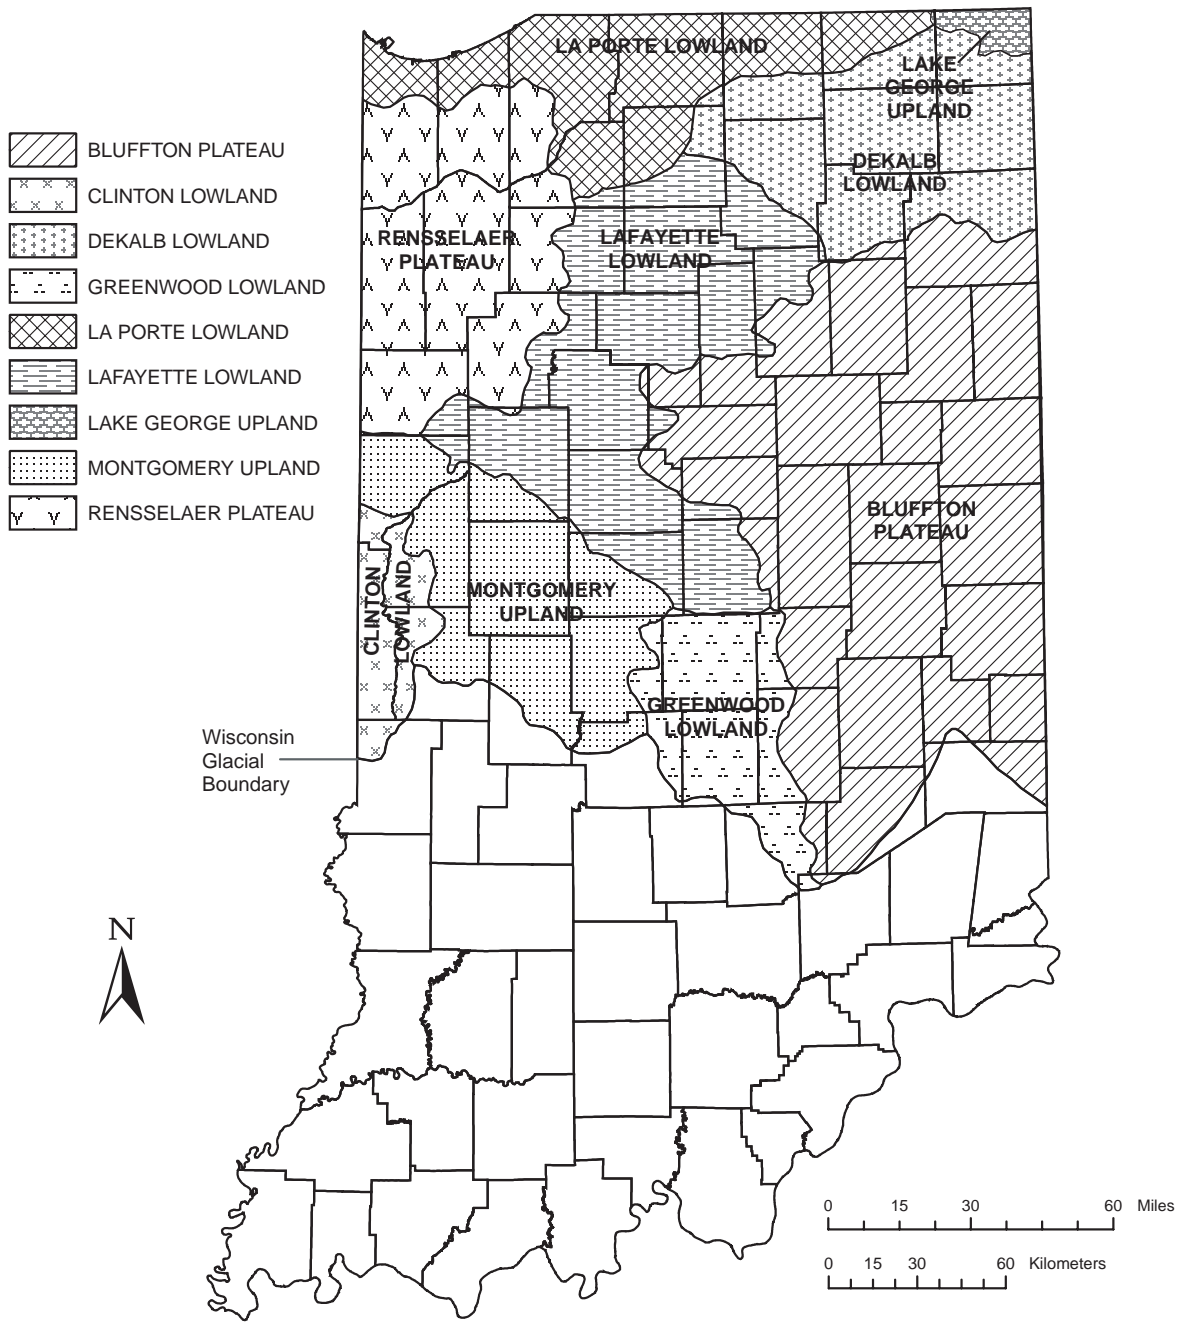 LA PORTE LOWLAND
LAKE
GEORGE
UPLAND
BLUFFTON PLATEAU
CLINTON LOWLAND
DEKALB LOWLAND
GREENWOOD LOWLAND
LA PORTE LOWLAND
LAFAYETTE LOWLAND
LAKE GEORGE UPLAND
MONTGOMERY UPLAND
RENSSELAER PLATEAU
DEKALB
LOWLAND
RENSSELAER
PLATEAU
LAFAYETTE
LOWLAND
BLUFFTON
PLATEAU
CLINTON
LOWLAND
MONTGOMERY
UPLAND
GREENWOOD
LOWLAND
Wisconsin
Glacial
Boundary
N
0 15 30 60 Miles
0 15 30 60 Kilometers